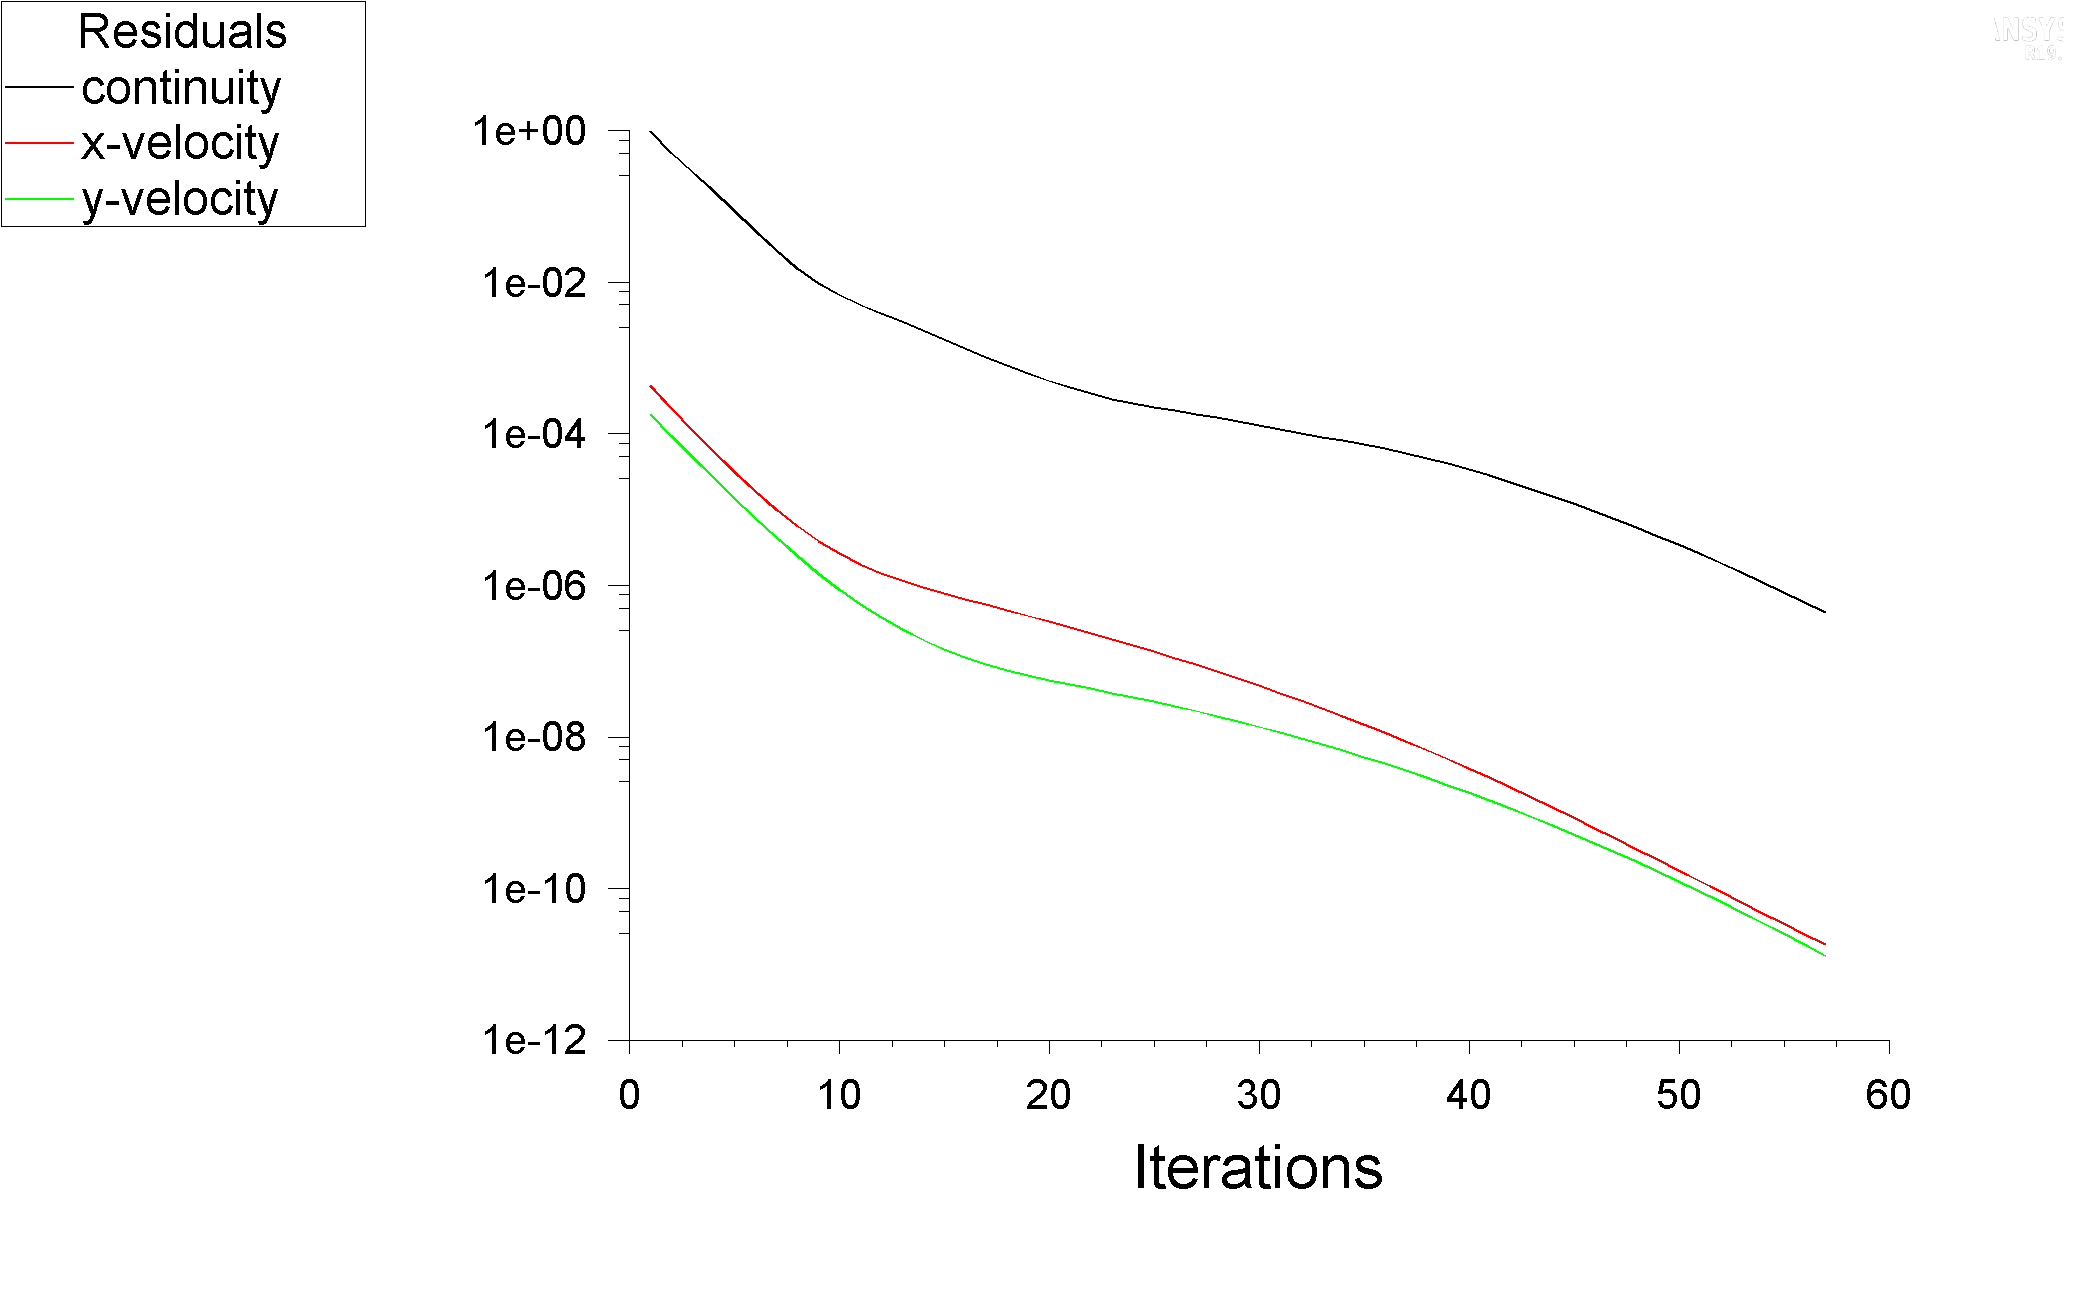 Residuals
continuity
x-velocity
y-velocity
1e+00
1e-02
1e-04
1e-06
1e-08
1e-10
1e-12
0 10 20 30 40 50 60
Iterations